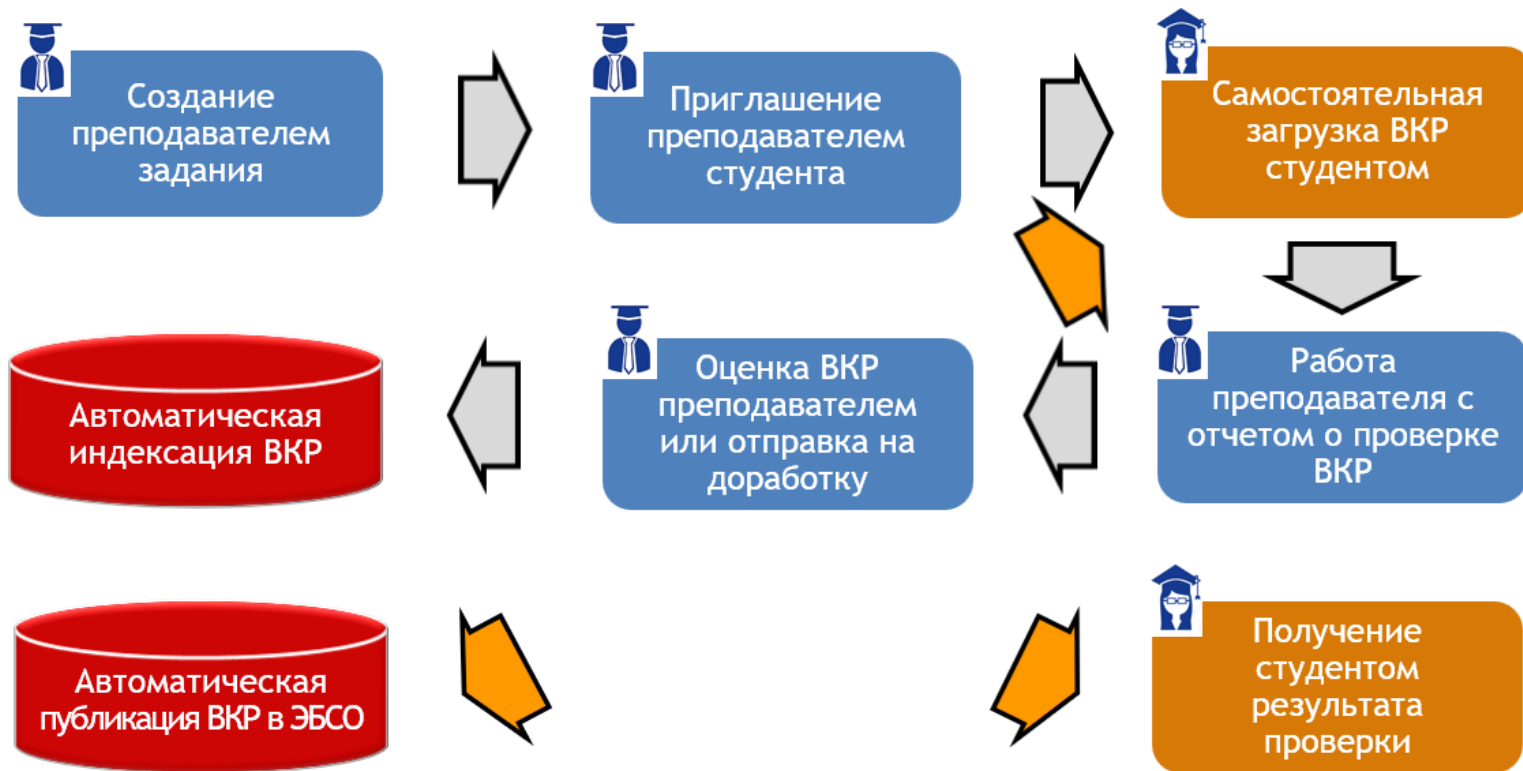 Создание
преподавателем
задания
Приглашение
преподавателем
студента
Самостоятельная
загрузка ВКР
студентом
Автоматическая
индексация ВКР
Оценка ВКР
преподавателем
или отправка на
доработку
Работа
преподавателя с
отчетом о проверке
ВКР
Автоматическая
публикация ВКР в ЭБСО
Получение
студентом
результата
проверки